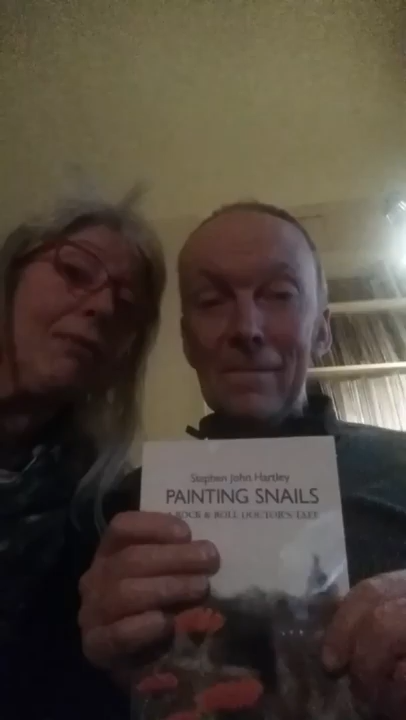 Stephen John Hartley
PAINTING SNAILS
A ROCK & ROLL DOCTOR'S TALE